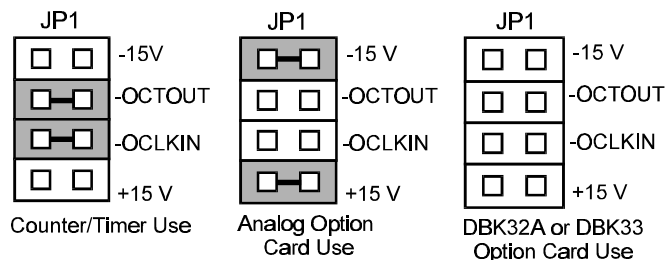 JP1
-15V
-OCTOUT
-OCLKIN
+15 V
Counter/Timer Use
JP1
-15 V
-OCTOUT
-OCLKIN
+15 V
Analog Option
Card Use
JP1
-15 V
-OCTOUT
-OCLKIN
+15 V
DBK32A or DBK33
Option Card Use